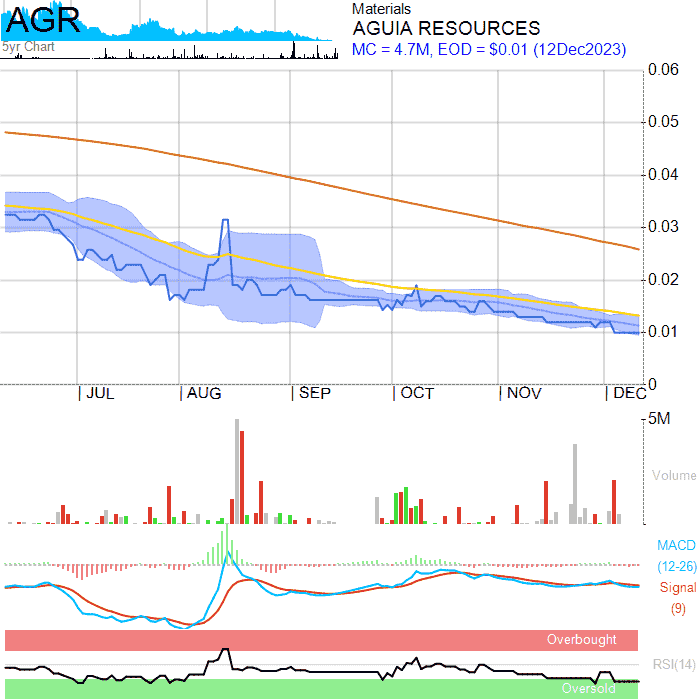 AGR
5yr Chart
Materials
AGUIA RESOURCES
MC = 4.7M, EOD = $0.01 (12Dec2023)
0.06
0.05
0.04
0.03
0.02
0.01
0
JUL AUG SEP OCT NOV DEC
5M
Volume
MACD
(12-26)
Signal
(9)
Overbought
RSI(14)
Oversold